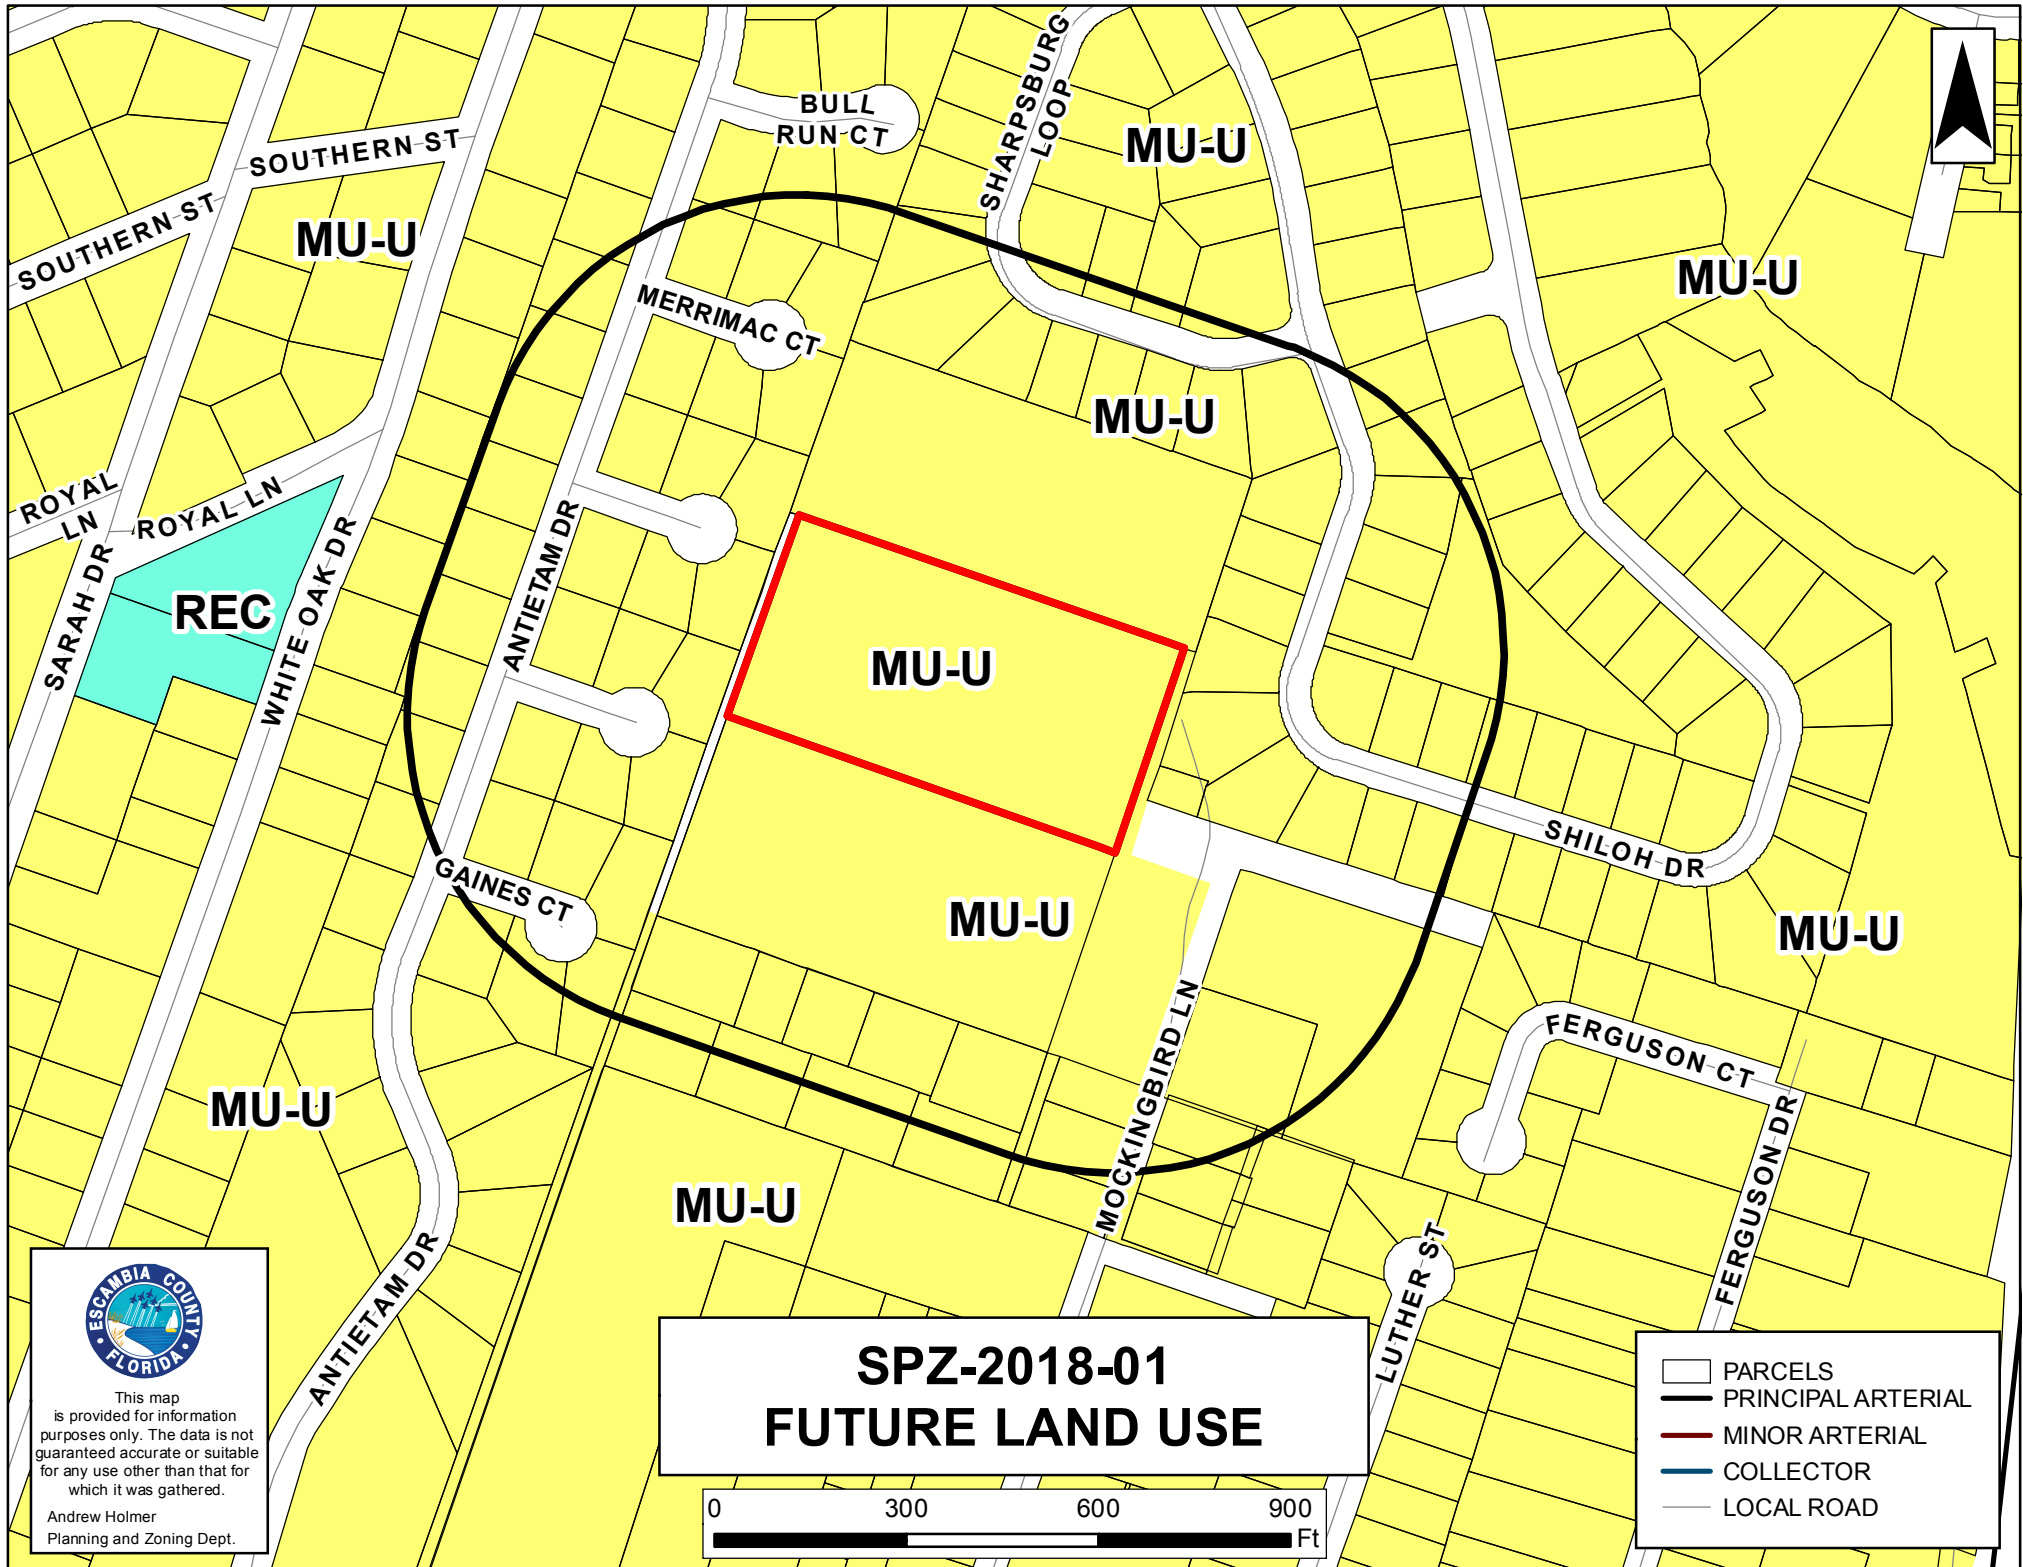 SHARPSBURG
LOOP
BULL
RUN CT
MU-U
SOUTHERN ST
SOUTHERN ST
MU-U
MU-U
MERRIMAC CT
MU-U
ROYAL
LN
ROYAL LN
ANTIETAM DR
SARAH DR
REC
WHITE OAK DR
MU-U
SHILOH DR
GAINES CT
MU-U
MU-U
MOCKINGBIRD LN
FERGUSON CT
MU-U
FERGUSON DR
MU-U
LUTHER ST
ANTIETAM DR
ESCAMBIA COUNTY
FLORIDA
This map
is provided for information
purposes only. The data is not
guaranteed accurate or suitable
for any use other than that for
which it was gathered.
Andrew Holmer
Planning and Zoning Dept.
SPZ-2018-01
FUTURE LAND USE
0 300 600 900
Ft
PARCELS
PRINCIPAL ARTERIAL
MINOR ARTERIAL
COLLECTOR
LOCAL ROAD